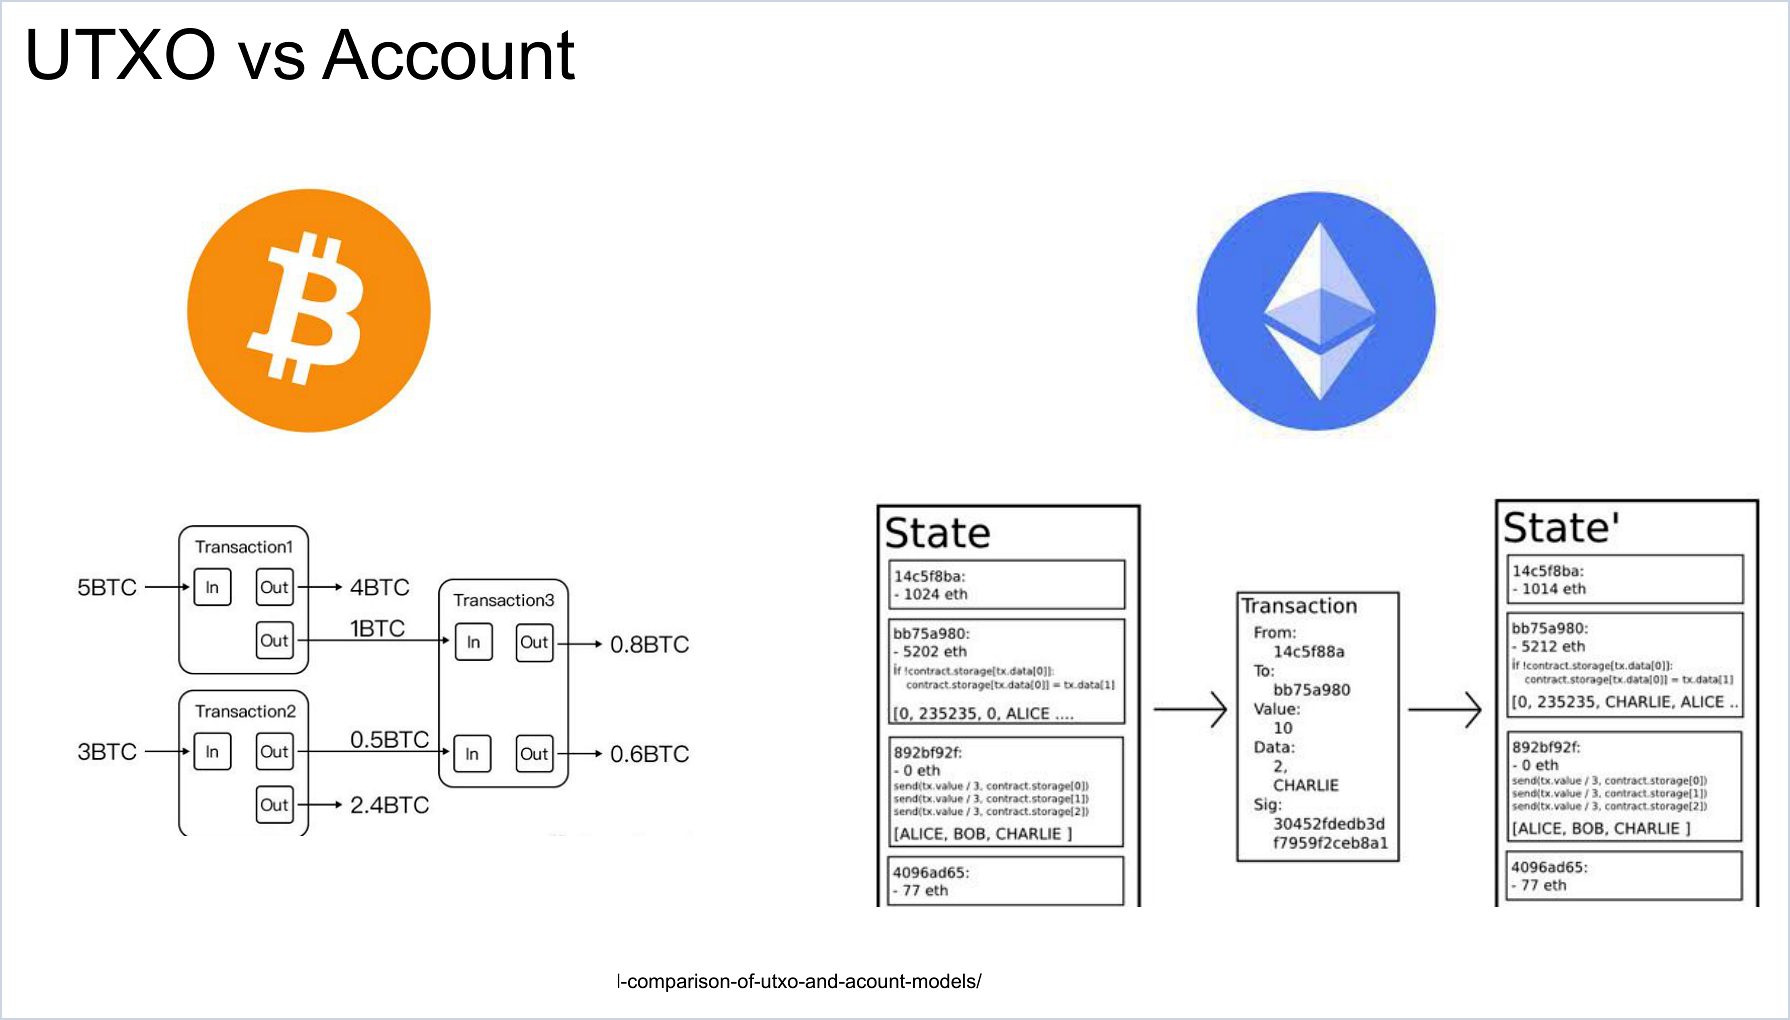 UTXO vs Account
Transaction1
5BTC
In
Out
4BTC
Out
1BTC
Transaction2
3BTC
In
Out
0.5BTC
Out
2.4BTC
Transaction3
In
Out
0.8BTC
In
Out
0.6BTC
State
14c5f8ba:
- 1024 eth
bb75a980:
- 5202 eth
if !contract.storage[tx.data[0]]:
contract.storage[tx.data[0]] = tx.data[1]
[0, 235235, 0, ALICE ....
892bf92f:
- 0 eth
send(tx.value / 3, contract.storage[0])
send(tx.value / 3, contract.storage[1])
send(tx.value / 3, contract.storage[2])
[ALICE, BOB, CHARLIE ]
4096ad65:
- 77 eth
Transaction
From:
14c5f88a
To:
bb75a980
Value:
10
Data:
2,
CHARLIE
Sig:
30452fdedb3d
f7959f2ceb8a1
State'
14c5f8ba:
- 1014 eth
bb75a980:
- 5212 eth
if !contract.storage[tx.data[0]]:
contract.storage[tx.data[0]] = tx.data[1]
[0, 235235, CHARLIE, ALICE ..
892bf92f:
- 0 eth
send(tx.value / 3, contract.storage[0])
send(tx.value / 3, contract.storage[1])
send(tx.value / 3, contract.storage[2])
[ALICE, BOB, CHARLIE ]
4096ad65:
- 77 eth
-comparison-of-utxo-and-acount-models/